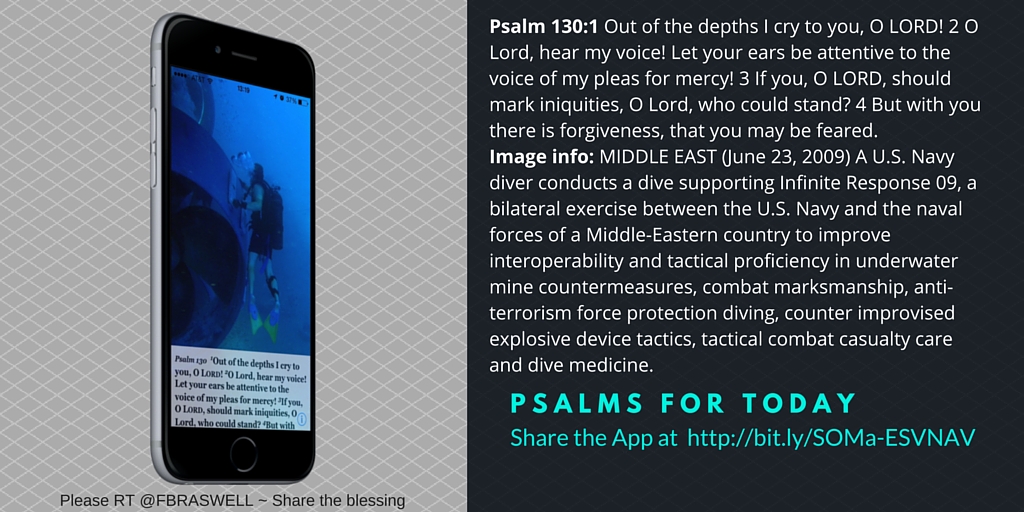 12:19
37%
Psalm 130 ¹Out of the depths I cry to
you, O LORD! ²O Lord, hear my voice!
Let your ears be attentive to the
voice of my pleas for mercy! ³If you,
O LORD, should mark iniquities, O
Lord, who could stand? ⁴But with
Please RT @FBRASWELL ~ Share the blessing
Psalm 130:1 Out of the depths I cry to you, O LORD! 2 O
Lord, hear my voice! Let your ears be attentive to the
voice of my pleas for mercy! 3 If you, O LORD, should
mark iniquities, O Lord, who could stand? 4 But with you
there is forgiveness, that you may be feared.
Image info: MIDDLE EAST (June 23, 2009) A U.S. Navy
diver conducts a dive supporting Infinite Response 09, a
bilateral exercise between the U.S. Navy and the naval
forces of a Middle-Eastern country to improve
interoperability and tactical proficiency in underwater
mine countermeasures, combat marksmanship, anti-
terrorism force protection diving, counter improvised
explosive device tactics, tactical combat casualty care
and dive medicine.
PSALMS FOR TODAY
Share the App at http://bit.ly/SOMa-ESVNAV